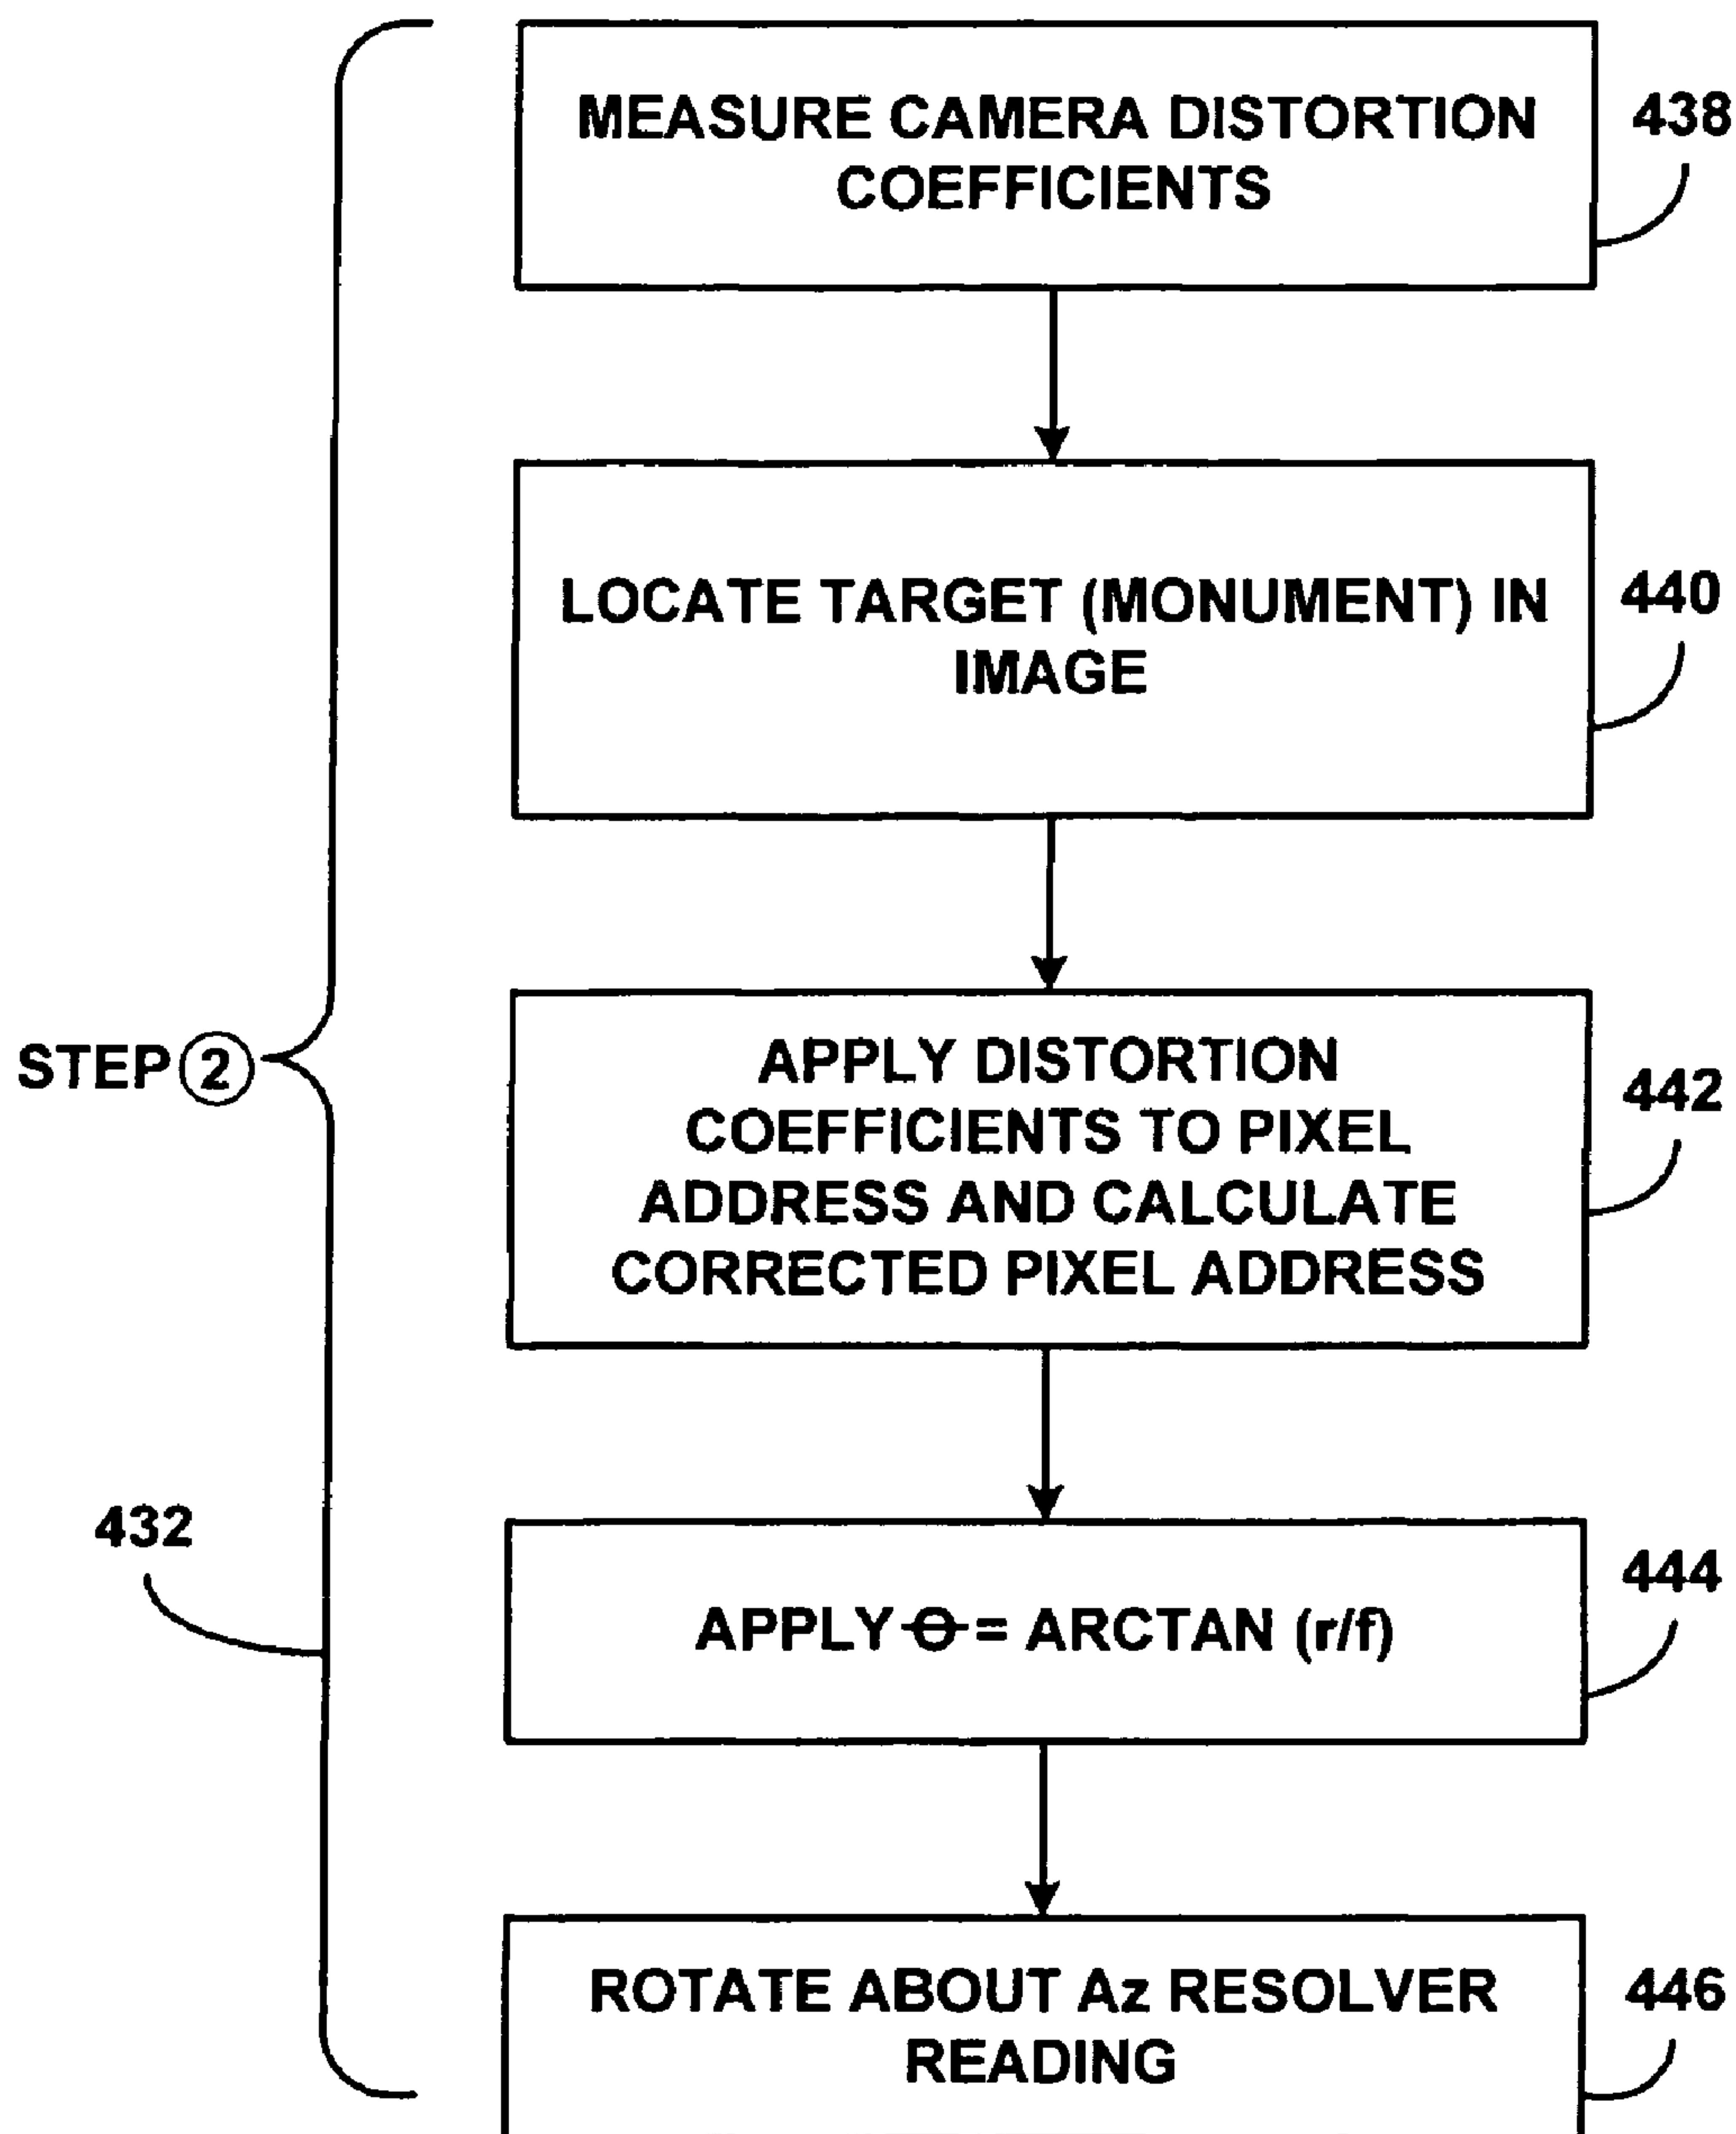 MEASURE CAMERA DISTORTION
COEFFICIENTS
438
LOCATE TARGET (MONUMENT) IN
IMAGE
440
STEP 2
APPLY DISTORTION
COEFFICIENTS TO PIXEL
ADDRESS AND CALCULATE
CORRECTED PIXEL ADDRESS
442
432
APPLY Θ = ARCTAN (r/f)
444
ROTATE ABOUT Az RESOLVER
READING
446